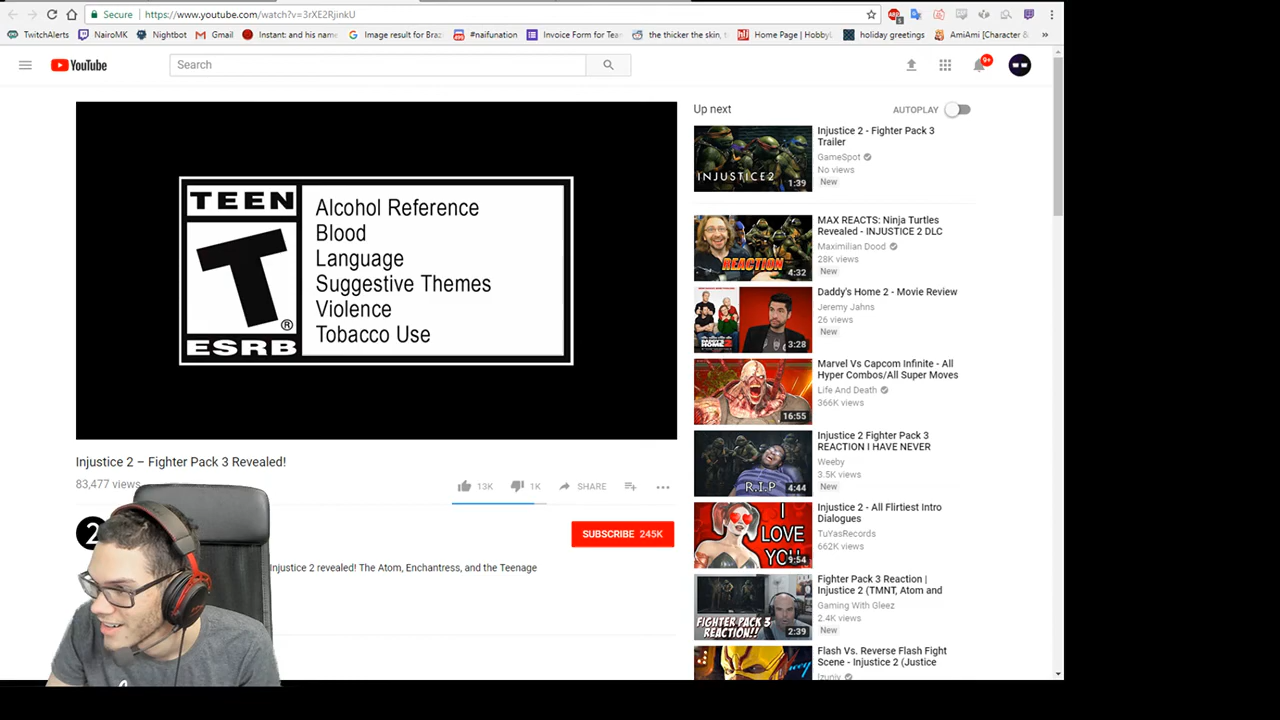 Secure https://www.youtube.com/watch?v=3rXE2RjinkU
TwitchAlerts NairoMK Nightbot Gmail Instant: and his name Image result for Bra #naifunation Invoice Form for Tea the thicker the skin, Home Page | Hobby holiday greetings AmiAmi [Character & »
YouTube
Search
9+
TEEN
T
®
ESRB
Alcohol Reference
Blood
Language
Suggestive Themes
Violence
Tobacco Use
Injustice 2 – Fighter Pack 3 Revealed!
83,477 views
13K 1K SHARE
2
SUBSCRIBE 245K
Injustice 2 revealed! The Atom, Enchantress, and the Teenage
Up next AUTOPLAY
INJUSTICE2
1:39
Injustice 2 - Fighter Pack 3
Trailer
GameSpot
No views
New
REACTION
4:32
MAX REACTS: Ninja Turtles
Revealed - INJUSTICE 2 DLC
Maximilian Dood
28K views
New
3:28
Daddy's Home 2 - Movie Review
Jeremy Jahns
26 views
New
16:55
Marvel Vs Capcom Infinite - All
Hyper Combos/All Super Moves
Life And Death
366K views
R.I.P
4:44
Injustice 2 Fighter Pack 3
REACTION I HAVE NEVER
Weeby
3.5K views
New
I
LOVE
YOU
9:54
Injustice 2 - All Flirtiest Intro
Dialogues
TuYasRecords
662K views
FIGHTER PACK 3
REACTION!!
2:39
Fighter Pack 3 Reaction |
Injustice 2 (TMNT, Atom and
Gaming With Gleez
2.4K views
New
Flash Vs. Reverse Flash Fight
Scene - Injustice 2 (Justice